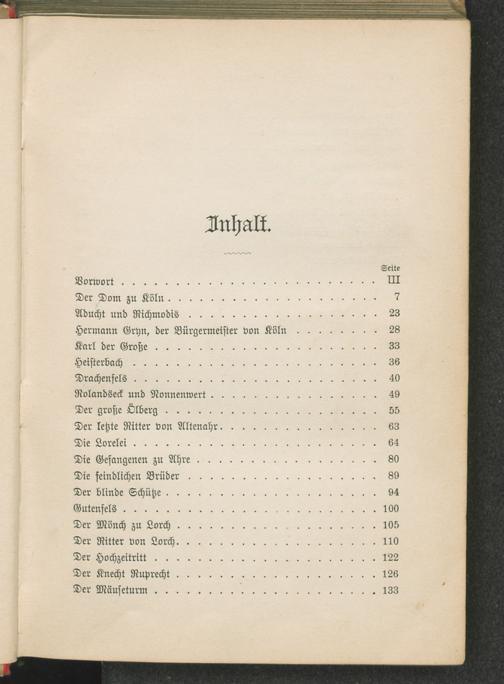 Inhalt.
Seite
Vorwort . . . . . . . . . . . . . . . . . . . . . . . . III
Der Dom zu Köln . . . . . . . . . . . . . . . . . . . . 7
Aducht und Richmodis . . . . . . . . . . . . . . . . . . 23
Hermann Gryn, der Bürgermeister von Köln . . . . . . . . 28
Karl der Große . . . . . . . . . . . . . . . . . . . . . 33
Heisterbach . . . . . . . . . . . . . . . . . . . . . . 36
Drachenfels . . . . . . . . . . . . . . . . . . . . . . 40
Rolandseck und Nonnenwert . . . . . . . . . . . . . . . 49
Der große Ölberg . . . . . . . . . . . . . . . . . . . . 55
Der letzte Ritter von Altenahr . . . . . . . . . . . . . 63
Die Lorelei . . . . . . . . . . . . . . . . . . . . . . 64
Die Gefangenen zu Ahre . . . . . . . . . . . . . . . . . 80
Die feindlichen Brüder . . . . . . . . . . . . . . . . . 89
Der blinde Schütze . . . . . . . . . . . . . . . . . . . 94
Gutenfels . . . . . . . . . . . . . . . . . . . . . . . 100
Der Mönch zu Lorch . . . . . . . . . . . . . . . . . . . 105
Der Ritter von Lorch . . . . . . . . . . . . . . . . . . 110
Der Hochzeitritt . . . . . . . . . . . . . . . . . . . . 122
Der Knecht Ruprecht . . . . . . . . . . . . . . . . . . 126
Der Mäuseturm . . . . . . . . . . . . . . . . . . . . . 133